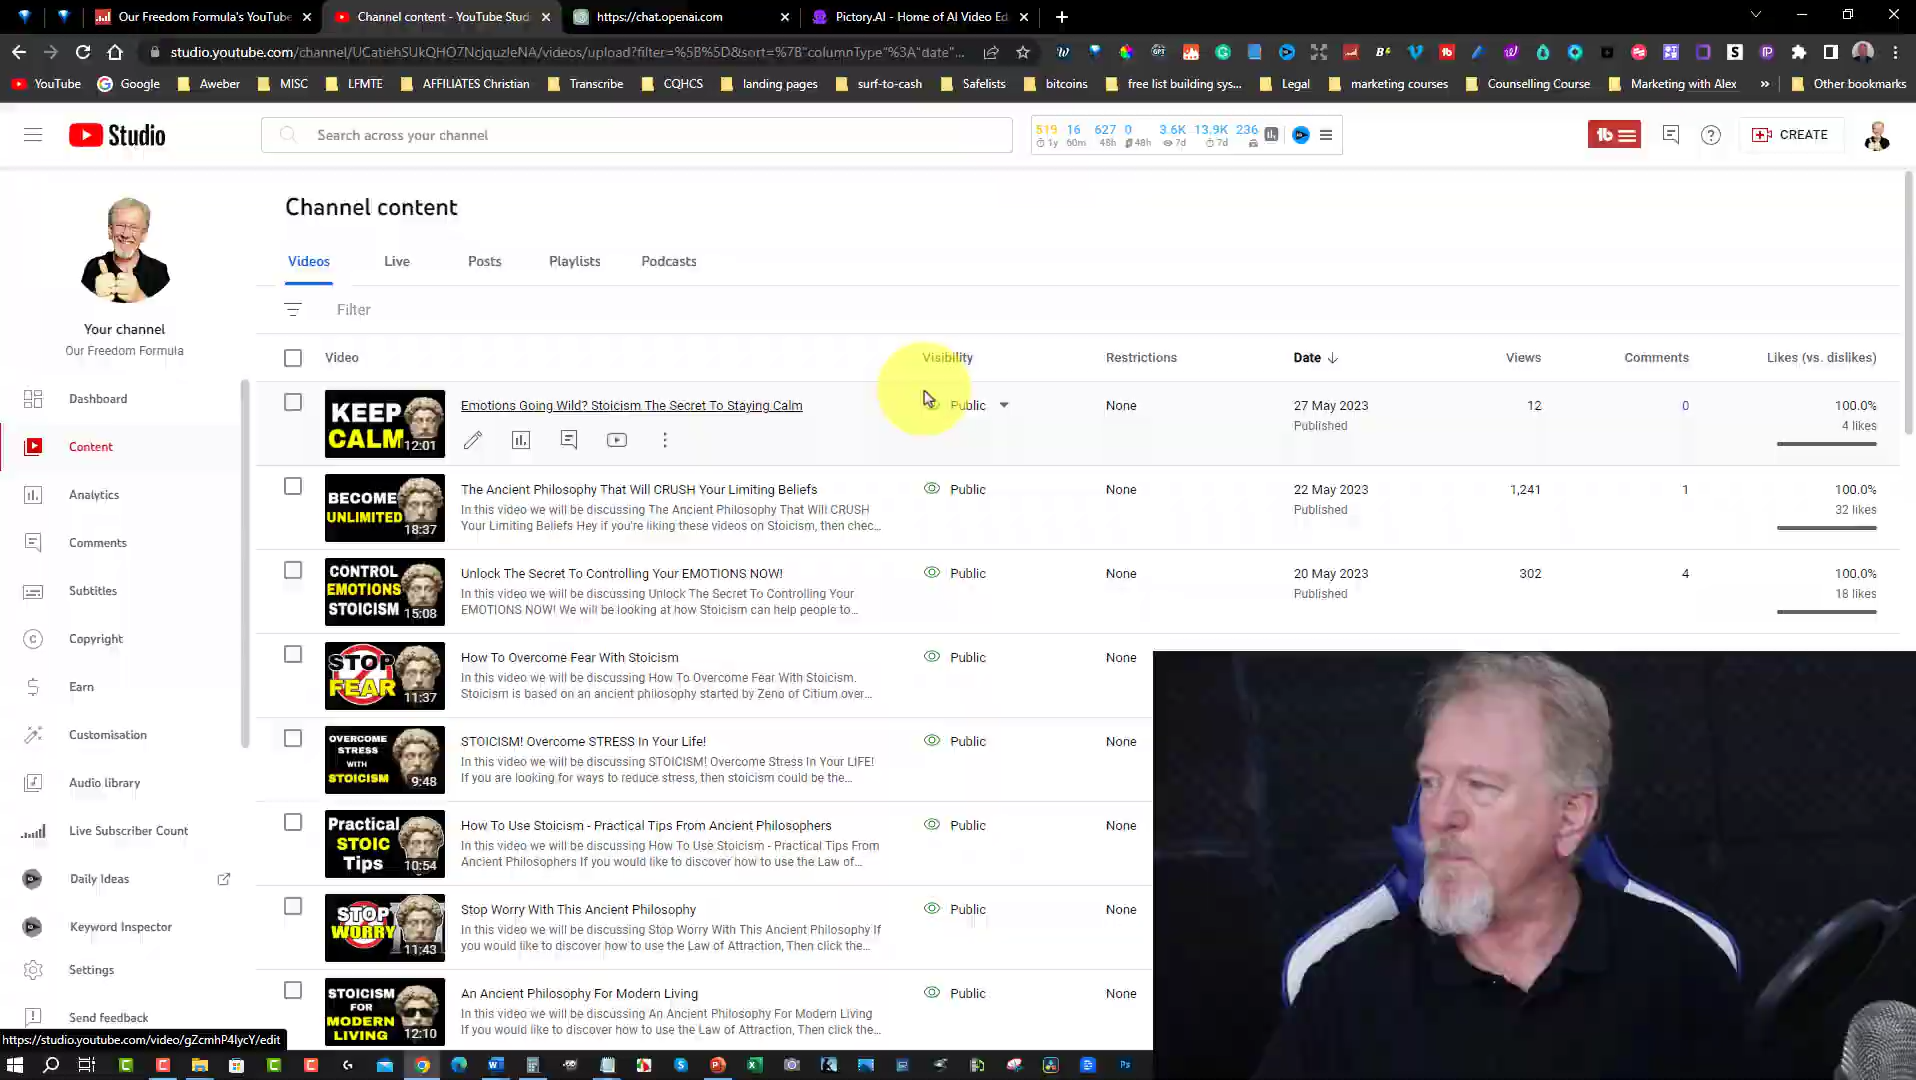 Our Freedom Formula's YouTube
Channel content - YouTube Stud
https://chat.openai.com
Pictory.AI - Home of AI Video Ed
studio.youtube.com/channel/UCatiehSUkQHO7NcjquzIeNA/videos/upload?filter=%5B%5D&sort=%7B"columnType"%3A"date"...
YouTube
Google
Aweber
MISC
LFMTE
AFFILIATES Christian
Transcribe
CQHCS
landing pages
surf-to-cash
Safelists
bitcoins
free list building sys...
Legal
marketing courses
Counselling Course
Marketing with Alex
Other bookmarks
Studio
Search across your channel
519 16 627 0 3.6K 13.9K 236
1y 60m 48h 48h 7d 7d
CREATE
Channel content
Videos Live Posts Playlists Podcasts
Filter
Your channel
Our Freedom Formula
Dashboard
Content
Analytics
Comments
Subtitles
Copyright
Earn
Customisation
Audio library
Live Subscriber Count
Daily Ideas
Keyword Inspector
Settings
Send feedback
Video Visibility Restrictions Date Views Comments Likes (vs. dislikes)
KEEP
CALM
12:01
Emotions Going Wild? Stoicism The Secret To Staying Calm
Public None 27 May 2023 12 0 100.0%
Published 4 likes
BECOME
UNLIMITED
18:37
The Ancient Philosophy That Will CRUSH Your Limiting Beliefs
In this video we will be discussing The Ancient Philosophy That Will CRUSH
Your Limiting Beliefs Hey if you're liking these videos on Stoicism, then chec...
Public None 22 May 2023 1,241 1 100.0%
Published 32 likes
CONTROL
EMOTIONS
STOICISM
15:08
Unlock The Secret To Controlling Your EMOTIONS NOW!
In this video we will be discussing Unlock The Secret To Controlling Your
EMOTIONS NOW! We will be looking at how Stoicism can help people to...
Public None 20 May 2023 302 4 100.0%
Published 18 likes
STOP
FEAR
11:37
How To Overcome Fear With Stoicism
In this video we will be discussing How To Overcome Fear With Stoicism.
Stoicism is based on an ancient philosophy started by Zeno of Citium over...
Public None
OVERCOME
STRESS
WITH
STOICISM
9:48
STOICISM! Overcome STRESS In Your Life!
In this video we will be discussing STOICISM! Overcome Stress In Your LIFE!
If you are looking for ways to reduce stress, then stoicism could be the...
Public None
Practical
STOIC
Tips
10:54
How To Use Stoicism - Practical Tips From Ancient Philosophers
In this video we will be discussing How To Use Stoicism - Practical Tips From
Ancient Philosophers If you would like to discover how to use the Law of...
Public None
STOP
WORRY
11:43
Stop Worry With This Ancient Philosophy
In this video we will be discussing Stop Worry With This Ancient Philosophy If
you would like to discover how to use the Law of Attraction, Then click the...
Public None
STOICISM
FOR
MODERN
LIVING
12:10
An Ancient Philosophy For Modern Living
In this video we will be discussing An Ancient Philosophy For Modern Living
If you would like to discover how to use the Law of Attraction, Then click the...
Public None
https://studio.youtube.com/video/gZcmhP4lycY/edit